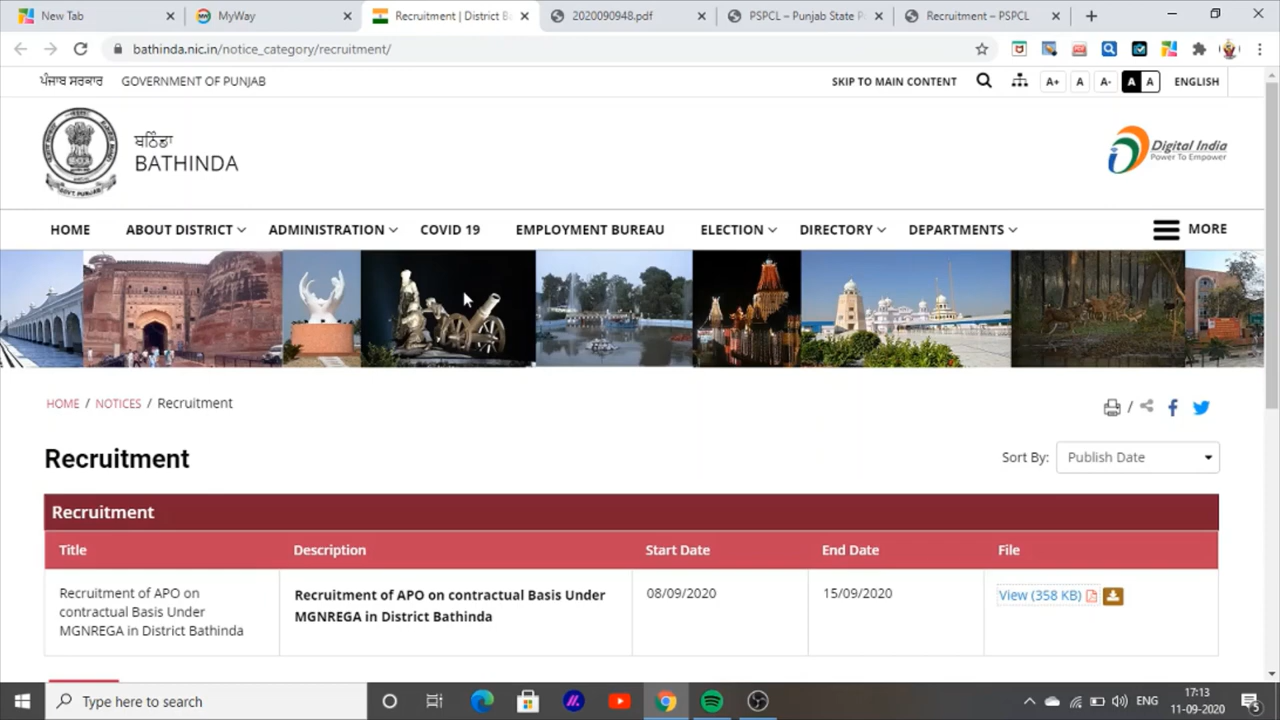 New Tab
MyWay
Recruitment | District B
2020090948.pdf
PSPCL – Punjab State P
Recruitment – PSPCL
bathinda.nic.in/notice_category/recruitment/
ਪੰਜਾਬ ਸਰਕਾਰ GOVERNMENT OF PUNJAB
SKIP TO MAIN CONTENT A+ A A- A A ENGLISH
ਬਠਿੰਡਾ
BATHINDA
Digital India
Power To Empower
HOME ABOUT DISTRICT ADMINISTRATION COVID 19 EMPLOYMENT BUREAU ELECTION DIRECTORY DEPARTMENTS MORE
HOME / NOTICES / Recruitment
Recruitment
Sort By: Publish Date
Recruitment
Title Description Start Date End Date File
Recruitment of APO on
contractual Basis Under
MGNREGA in District Bathinda
Recruitment of APO on contractual Basis Under
MGNREGA in District Bathinda
08/09/2020
15/09/2020
View (358 KB)
Type here to search
ENG
17:13
11-09-2020
5